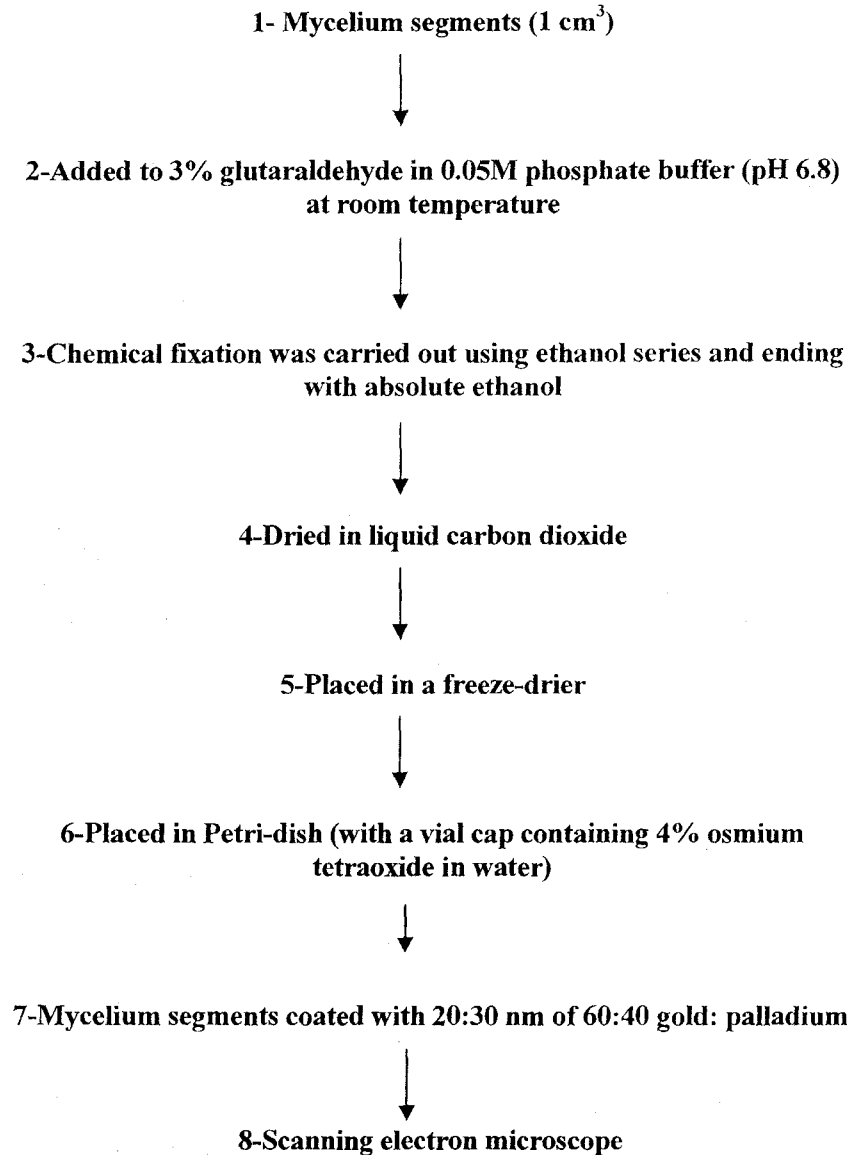 1- Mycelium segments (1 cm³)
2-Added to 3% glutaraldehyde in 0.05M phosphate buffer (pH 6.8)
at room temperature
3-Chemical fixation was carried out using ethanol series and ending
with absolute ethanol
4-Dried in liquid carbon dioxide
5-Placed in a freeze-drier
6-Placed in Petri-dish (with a vial cap containing 4% osmium
tetraoxide in water)
7-Mycelium segments coated with 20:30 nm of 60:40 gold: palladium
8-Scanning electron microscope